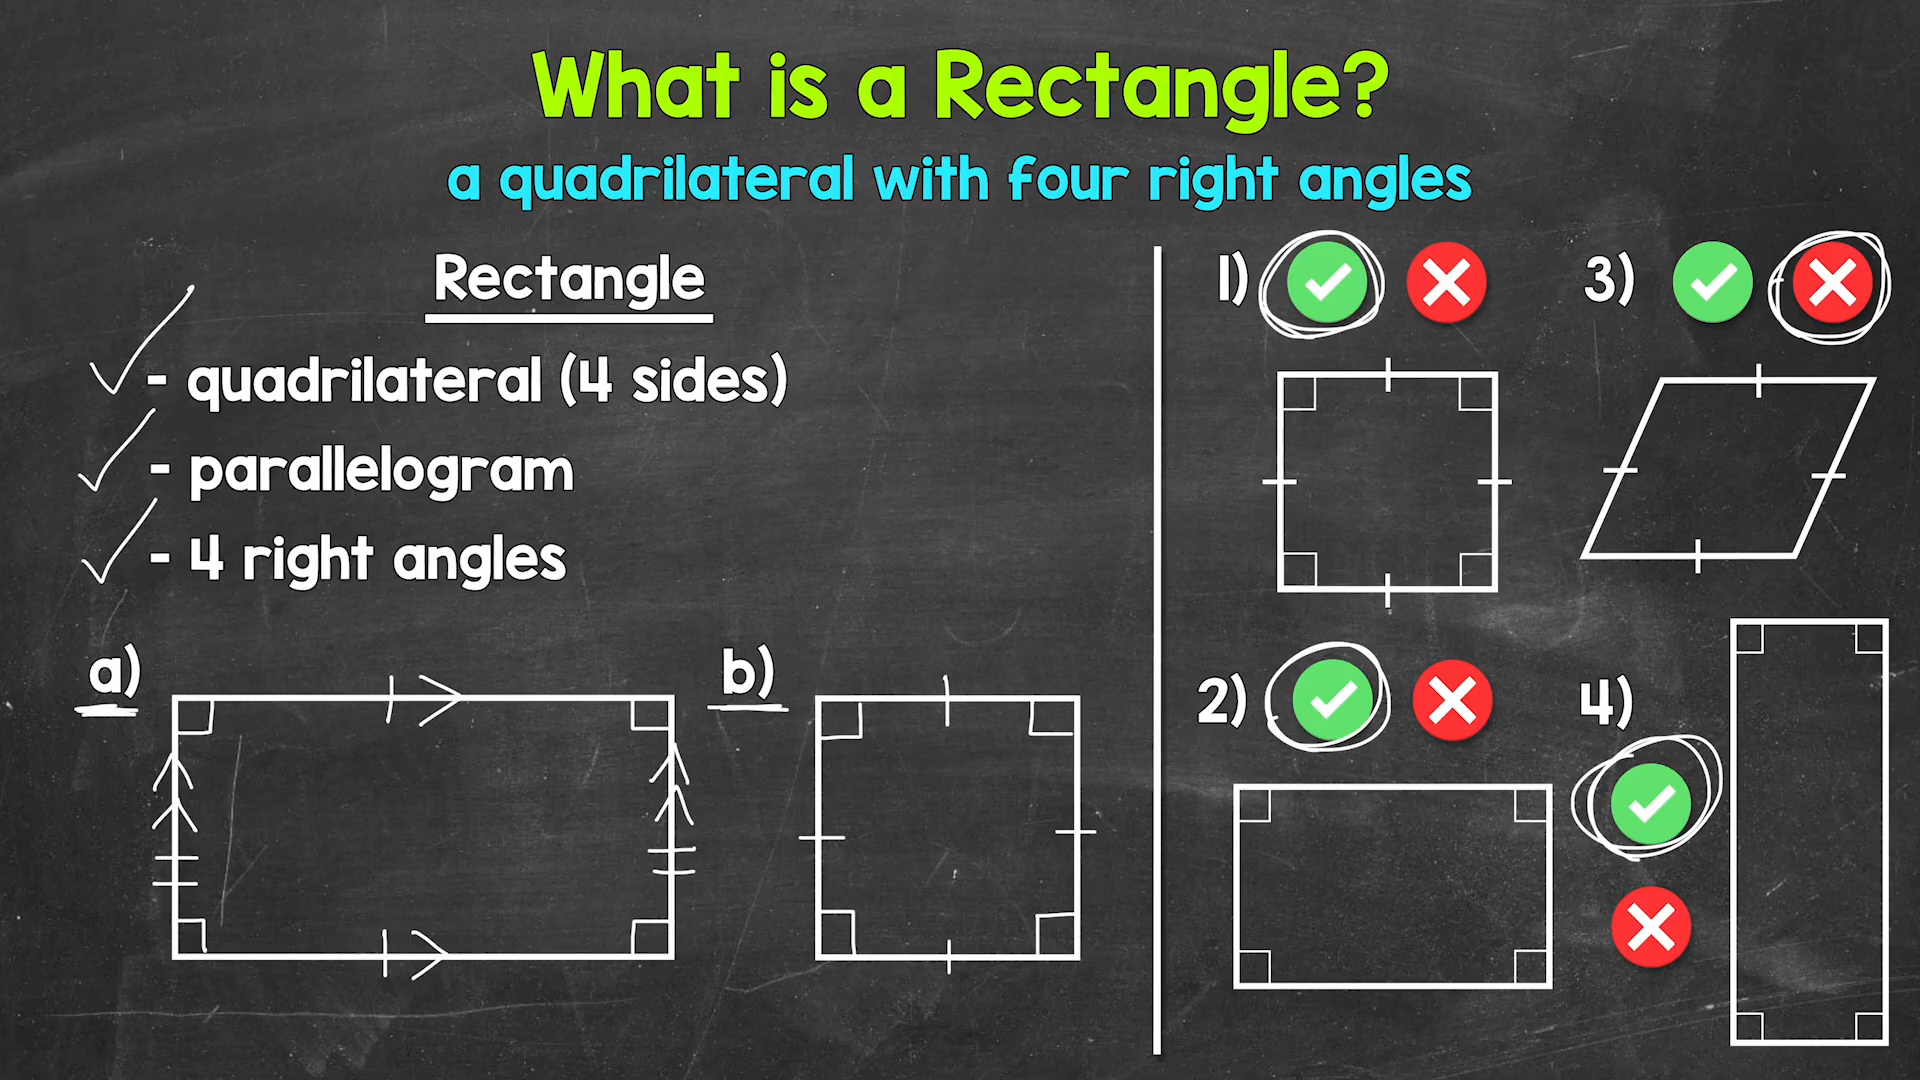 What is a Rectangle?
a quadrilateral with four right angles
Rectangle
- quadrilateral (4 sides)
- parallelogram
- 4 right angles
a)
b)
1)
3)
2)
4)